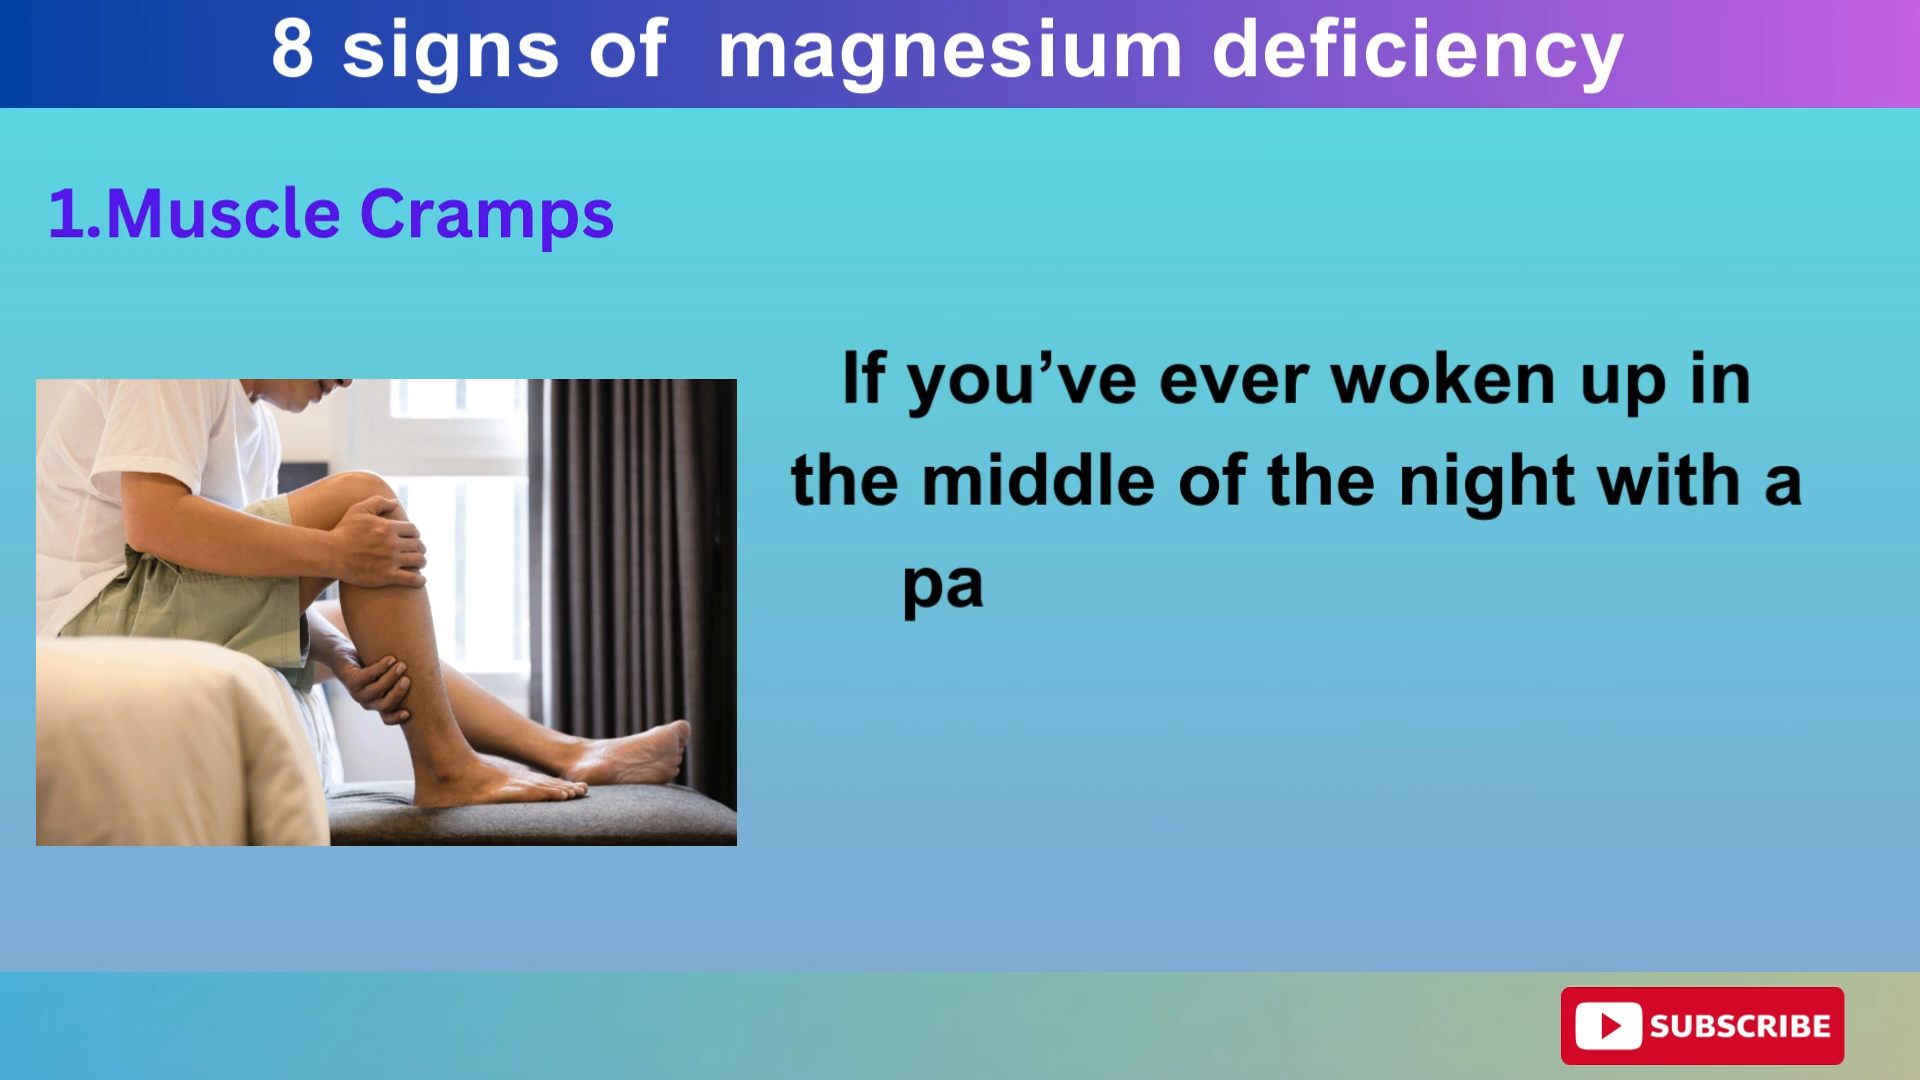 8 signs of  magnesium deficiency
1.Muscle Cramps
If you’ve ever woken up in
the middle of the night with a
pa
SUBSCRIBE